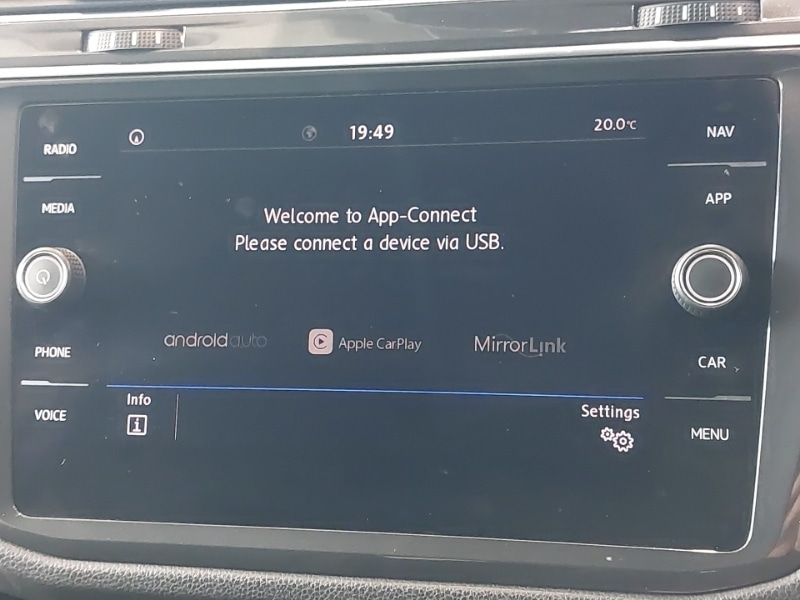 RADIO
MEDIA
PHONE
VOICE
19:49
20.0°C
Welcome to App-Connect
Please connect a device via USB.
androidauto
Apple CarPlay
MirrorLink
Info
i
Settings
NAV
APP
CAR
MENU